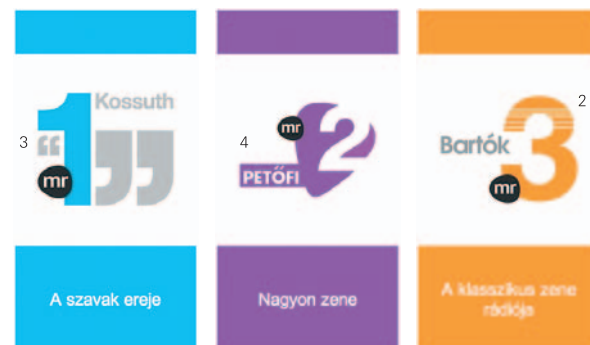 Kossuth
3
“ 1 ”
mr
A szavak ereje
mr
4
2
PETŐFI
Nagyon zene
2
Bartók
3
mr
A klasszikus zene
rádiója